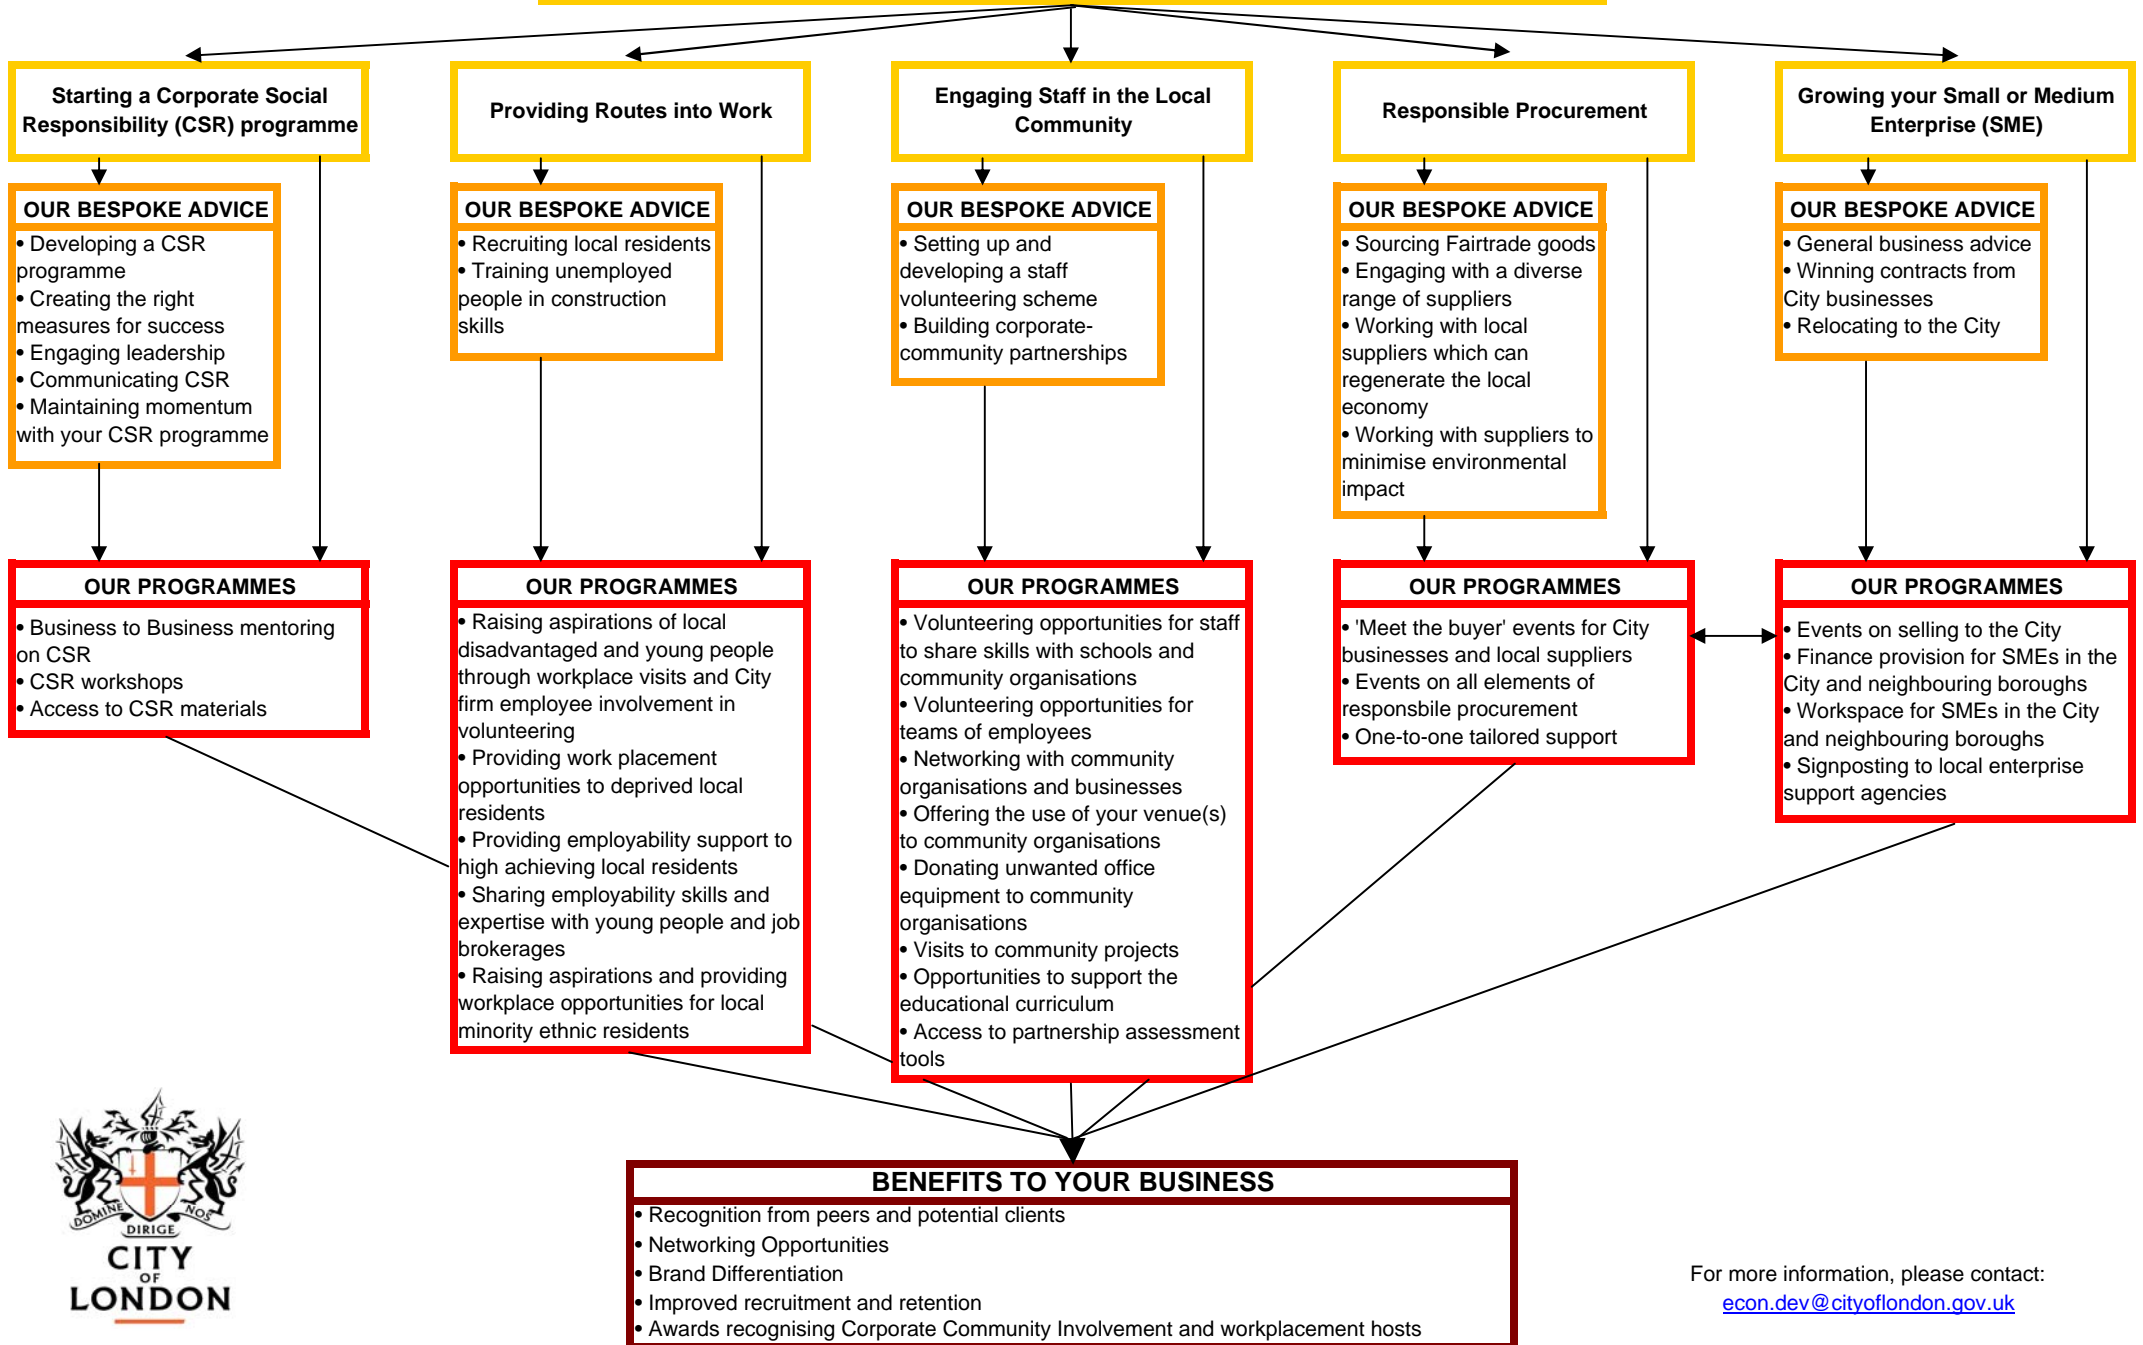 Starting a Corporate Social
Responsibility (CSR) programme
Providing Routes into Work
Engaging Staff in the Local
Community
Responsible Procurement
Growing your Small or Medium
Enterprise (SME)
OUR BESPOKE ADVICE
• Developing a CSR
programme
• Creating the right
measures for success
• Engaging leadership
• Communicating CSR
• Maintaining momentum
with your CSR programme
OUR BESPOKE ADVICE
• Recruiting local residents
• Training unemployed
people in construction
skills
OUR BESPOKE ADVICE
• Setting up and
developing a staff
volunteering scheme
• Building corporate-
community partnerships
OUR BESPOKE ADVICE
• Sourcing Fairtrade goods
• Engaging with a diverse
range of suppliers
• Working with local
suppliers which can
regenerate the local
economy
• Working with suppliers to
minimise environmental
impact
OUR BESPOKE ADVICE
• General business advice
• Winning contracts from
City businesses
• Relocating to the City
OUR PROGRAMMES
• Business to Business mentoring
on CSR
• CSR workshops
• Access to CSR materials
OUR PROGRAMMES
• Raising aspirations of local
disadvantaged and young people
through workplace visits and City
firm employee involvement in
volunteering
• Providing work placement
opportunities to deprived local
residents
• Providing employability support to
high achieving local residents
• Sharing employability skills and
expertise with young people and job
brokerages
• Raising aspirations and providing
workplace opportunities for local
minority ethnic residents
OUR PROGRAMMES
• Volunteering opportunities for staff
to share skills with schools and
community organisations
• Volunteering opportunities for
teams of employees
• Networking with community
organisations and businesses
• Offering the use of your venue(s)
to community organisations
• Donating unwanted office
equipment to community
organisations
• Visits to community projects
• Opportunities to support the
educational curriculum
• Access to partnership assessment
tools
OUR PROGRAMMES
• 'Meet the buyer' events for City
businesses and local suppliers
• Events on all elements of
responsbile procurement
• One-to-one tailored support
OUR PROGRAMMES
• Events on selling to the City
• Finance provision for SMEs in the
City and neighbouring boroughs
• Workspace for SMEs in the City
and neighbouring boroughs
• Signposting to local enterprise
support agencies
DOMINE DIRIGE NOS
CITY
OF
LONDON
BENEFITS TO YOUR BUSINESS
• Recognition from peers and potential clients
• Networking Opportunities
• Brand Differentiation
• Improved recruitment and retention
• Awards recognising Corporate Community Involvement and workplacement hosts
For more information, please contact:
econ.dev@cityoflondon.gov.uk